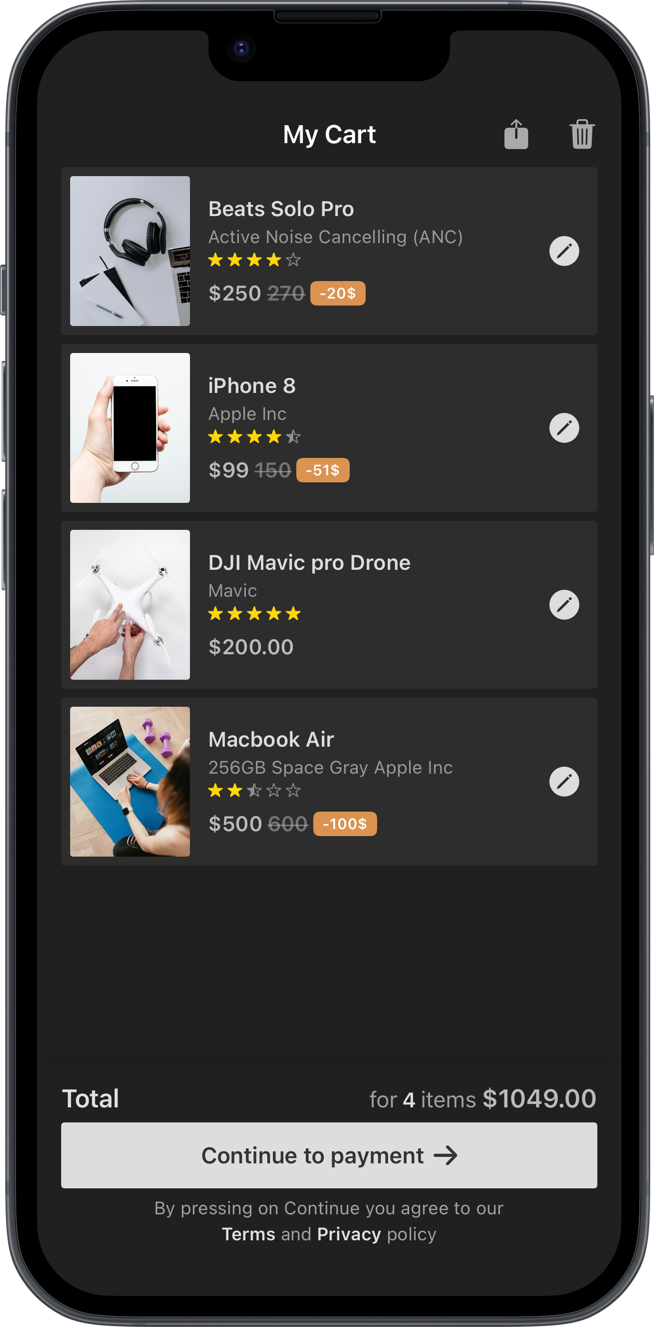 My Cart
Beats Solo Pro
Active Noise Cancelling (ANC)
$250 270 -20$
iPhone 8
Apple Inc
$99 150 -51$
DJI Mavic pro Drone
Mavic
$200.00
Macbook Air
256GB Space Gray Apple Inc
$500 600 -100$
Total for 4 items $1049.00
Continue to payment →
By pressing on Continue you agree to our
Terms and Privacy policy